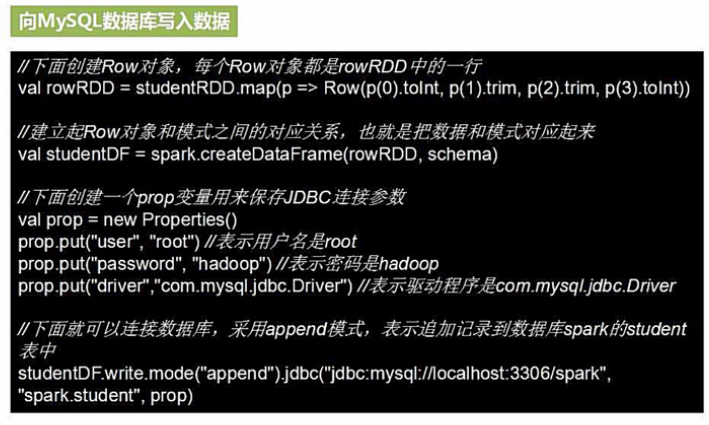 向MySQL数据库写入数据
//下面创建Row对象，每个Row对象都是rowRDD中的一行
val rowRDD = studentRDD.map(p => Row(p(0).toInt, p(1).trim, p(2).trim, p(3).toInt))
//建立起Row对象和模式之间的对应关系，也就是把数据和模式对应起来
val studentDF = spark.createDataFrame(rowRDD, schema)
//下面创建一个prop变量用来保存JDBC连接参数
val prop = new Properties()
prop.put("user", "root") //表示用户名是root
prop.put("password", "hadoop") //表示密码是hadoop
prop.put("driver","com.mysql.jdbc.Driver") //表示驱动程序是com.mysql.jdbc.Driver
//下面就可以连接数据库，采用append模式，表示追加记录到数据库spark的student
表中
studentDF.write.mode("append").jdbc("jdbc:mysql://localhost:3306/spark",
"spark.student", prop)